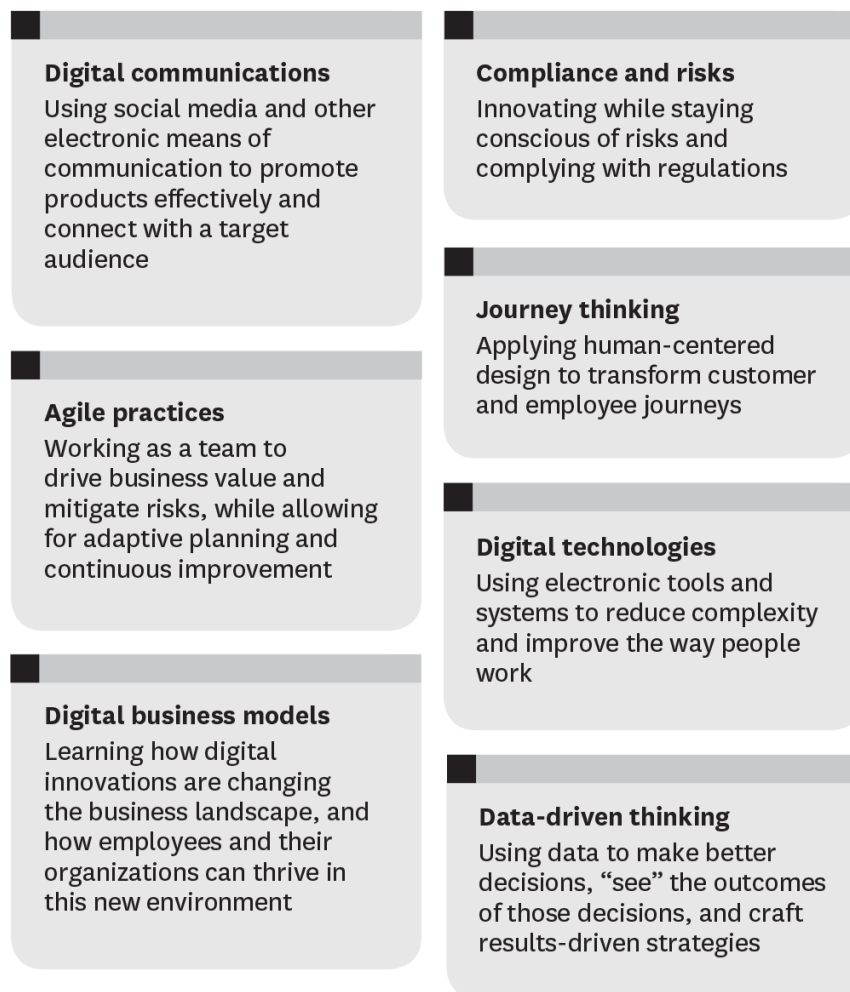 Digital communications
Using social media and other
electronic means of
communication to promote
products effectively and
connect with a target
audience
Agile practices
Working as a team to
drive business value and
mitigate risks, while allowing
for adaptive planning and
continuous improvement
Digital business models
Learning how digital
innovations are changing
the business landscape, and
how employees and their
organizations can thrive in
this new environment
Compliance and risks
Innovating while staying
conscious of risks and
complying with regulations
Journey thinking
Applying human-centered
design to transform customer
and employee journeys
Digital technologies
Using electronic tools and
systems to reduce complexity
and improve the way people
work
Data-driven thinking
Using data to make better
decisions, “see” the outcomes
of those decisions, and craft
results-driven strategies